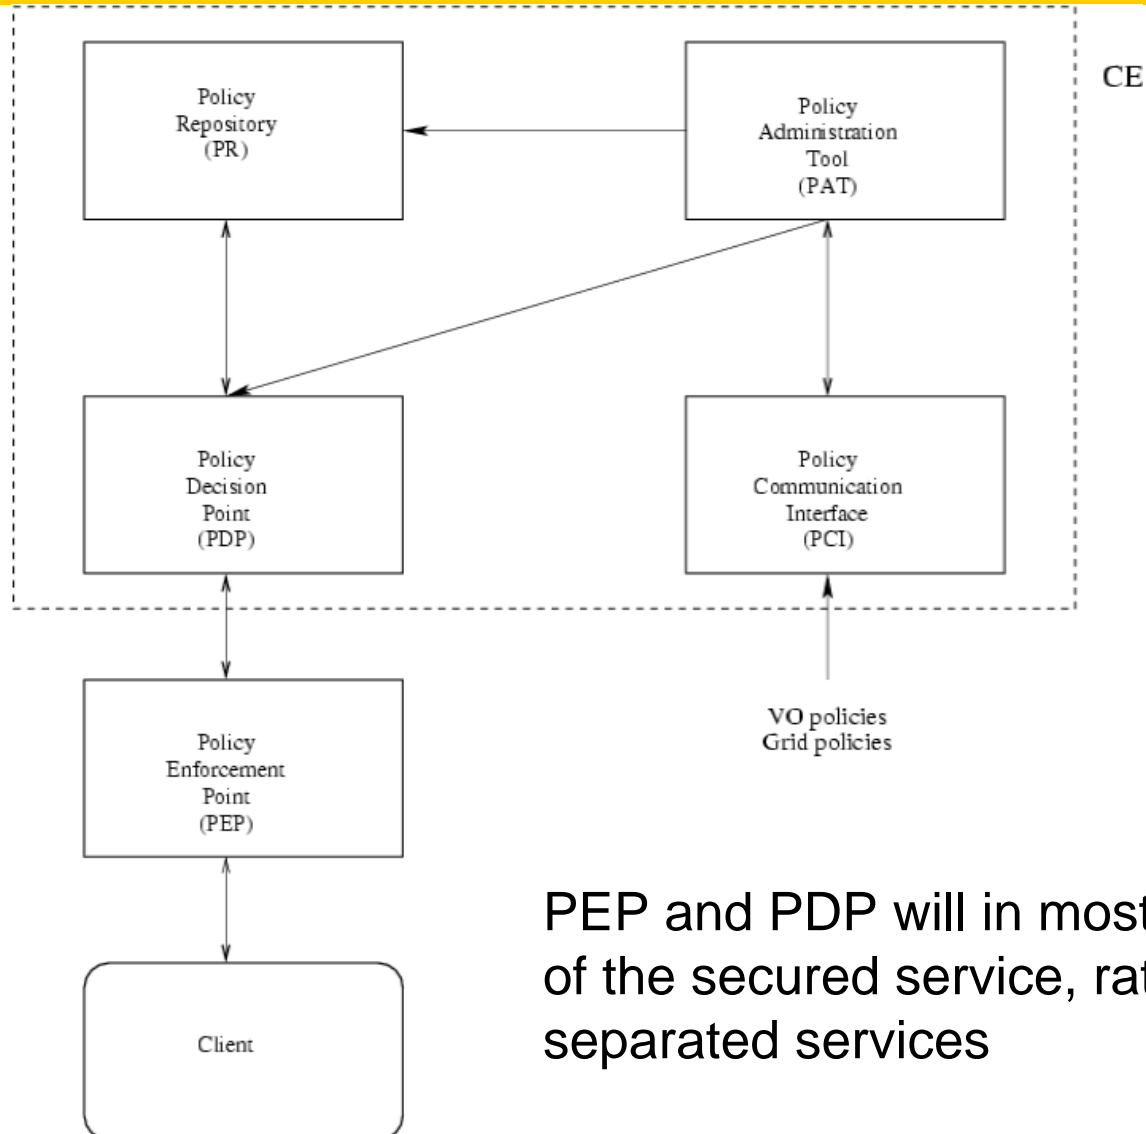 Policy
Repository
(PR)
Policy
Administration
Tool
(PAT)
CE
Policy
Decision
Point
(PDP)
Policy
Communication
Interface
(PCI)
Policy
Enforcement
Point
(PEP)
VO policies
Grid policies
PEP and PDP will in most
of the secured service, rat
separated services
Client